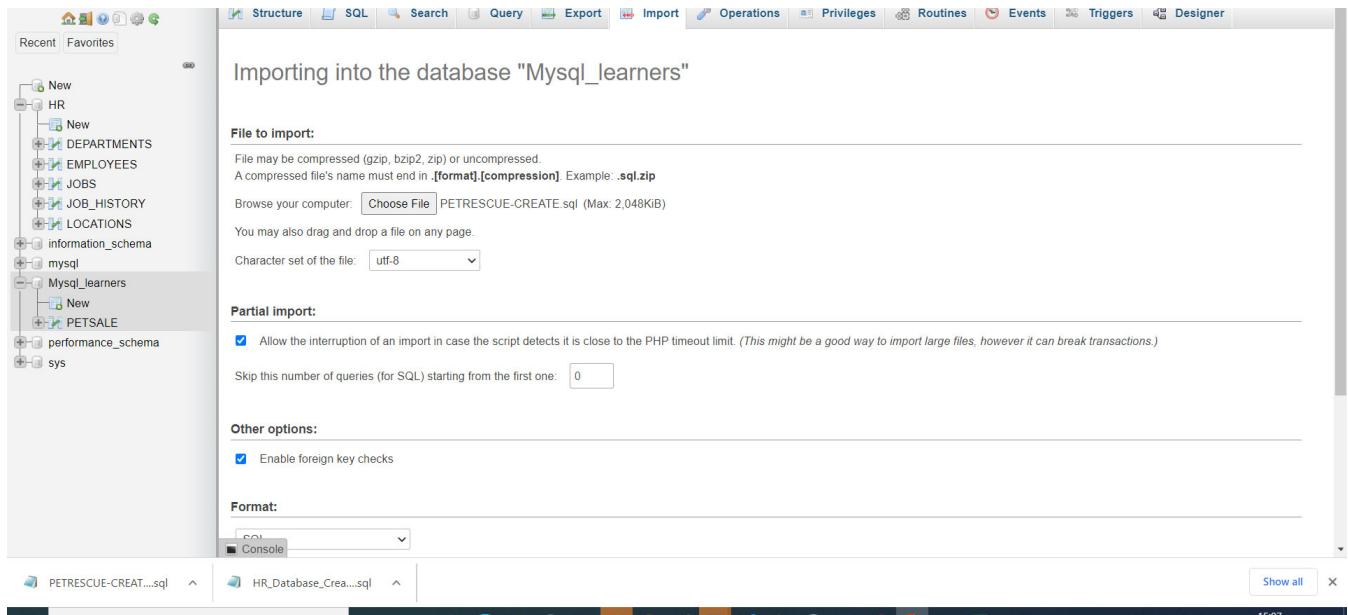 Structure SQL Search Query Export Import Operations Privileges Routines Events Triggers Designer
Recent Favorites
New
HR
New
DEPARTMENTS
EMPLOYEES
JOBS
JOB_HISTORY
LOCATIONS
information_schema
mysql
Mysql_learners
New
PETSALE
performance_schema
sys
Importing into the database "Mysql_learners"
File to import:
File may be compressed (gzip, bzip2, zip) or uncompressed.
A compressed file's name must end in .[format].[compression]. Example: .sql.zip
Browse your computer: Choose File PETRESCUE-CREATE.sql (Max: 2,048KiB)
You may also drag and drop a file on any page.
Character set of the file: utf-8
Partial import:
Allow the interruption of an import in case the script detects it is close to the PHP timeout limit. (This might be a good way to import large files, however it can break transactions.)
Skip this number of queries (for SQL) starting from the first one: 0
Other options:
Enable foreign key checks
Format:
SQL
Console
PETRESCUE-CREAT....sql HR_Database_Crea....sql Show all